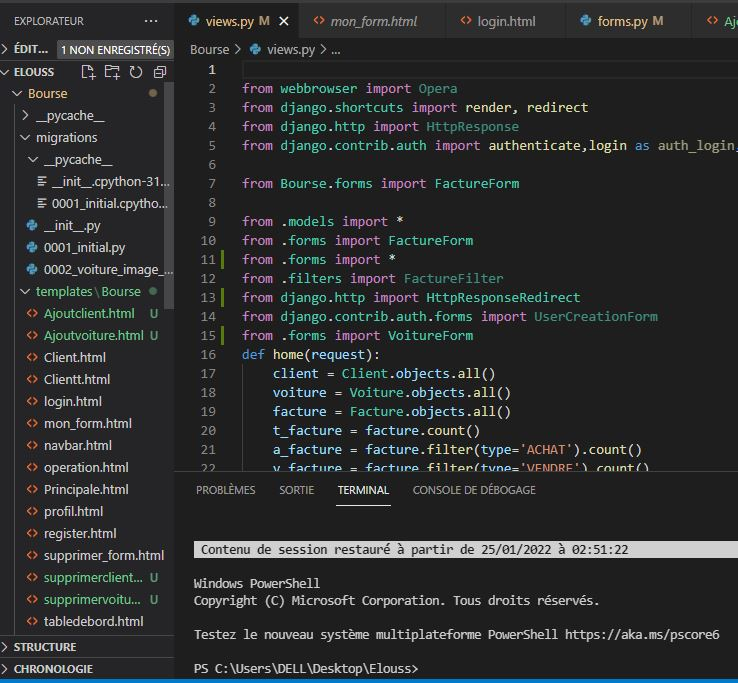 EXPLORATEUR ...
ÉDIT... 1 NON ENREGISTRÉ(S)
ELOUSS
Bourse
__pycache__
migrations
__pycache__
__init__.cpython-31...
0001_initial.cpytho...
__init__.py
0001_initial.py
0002_voiture_image_...
templates\Bourse
Ajoutclient.html U
Ajoutvoiture.html U
Client.html
Clientt.html
login.html
mon_form.html
navbar.html
operation.html
Principale.html
profil.html
register.html
supprimer_form.html
supprimerclient... U
supprimervoitu... U
tabledebord.html
STRUCTURE
CHRONOLOGIE
views.py M mon_form.html login.html forms.py M Aj
Bourse > views.py > ...
1
2 from webbrowser import Opera
3 from django.shortcuts import render, redirect
4 from django.http import HttpResponse
5 from django.contrib.auth import authenticate,login as auth_login,
6
7 from Bourse.forms import FactureForm
8
9 from .models import *
10 from .forms import FactureForm
11 from .forms import *
12 from .filters import FactureFilter
13 from django.http import HttpResponseRedirect
14 from django.contrib.auth.forms import UserCreationForm
15 from .forms import VoitureForm
16 def home(request):
17 client = Client.objects.all()
18 voiture = Voiture.objects.all()
19 facture = Facture.objects.all()
20 t_facture = facture.count()
21 a_facture = facture.filter(type='ACHAT').count()
22 v_facture = facture.filter(type='VENDRE').count()
PROBLÈMES SORTIE TERMINAL CONSOLE DE DÉBOGAGE
Contenu de session restauré à partir de 25/01/2022 à 02:51:22
Windows PowerShell
Copyright (C) Microsoft Corporation. Tous droits réservés.
Testez le nouveau système multiplateforme PowerShell https://aka.ms/pscore6
PS C:\Users\DELL\Desktop\Elouss>